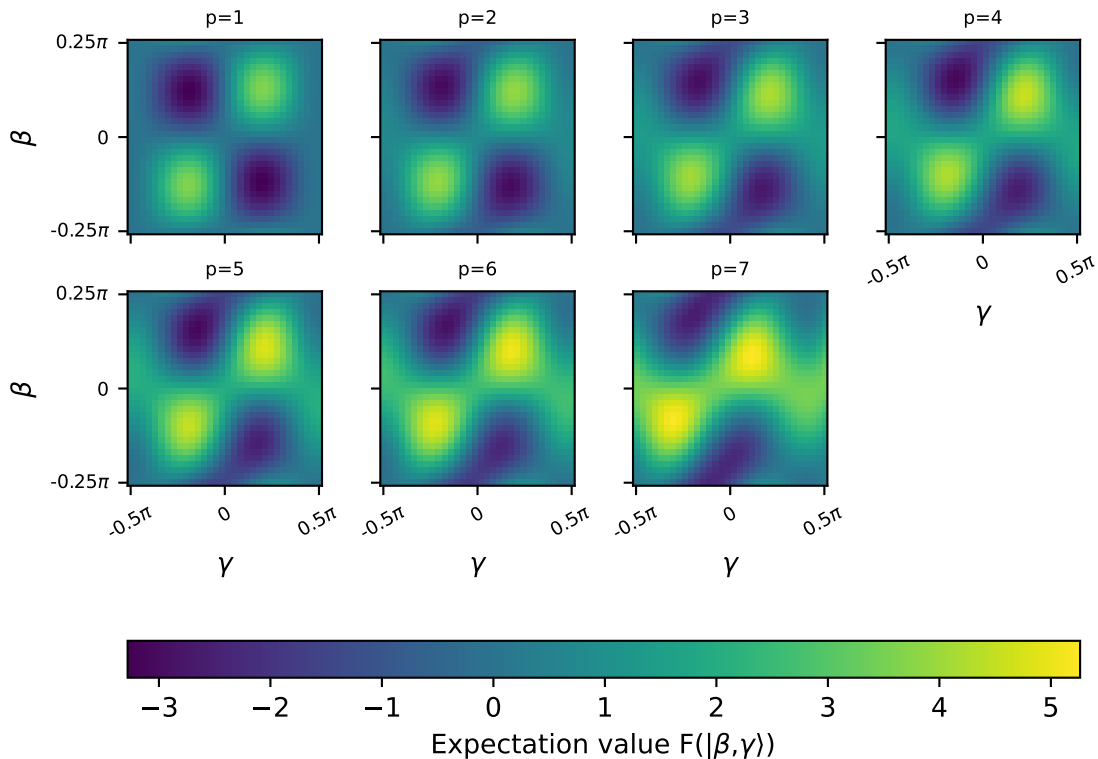 p=1 p=2 p=3 p=4
0.25π
β
0
-0.25π
-0.5π 0 0.5π
γ
p=5 p=6 p=7
0.25π
β
0
-0.25π
-0.5π 0 0.5π -0.5π 0 0.5π -0.5π 0 0.5π
γ γ γ
−3 −2 −1 0 1 2 3 4 5
Expectation value F(|β,γ⟩)